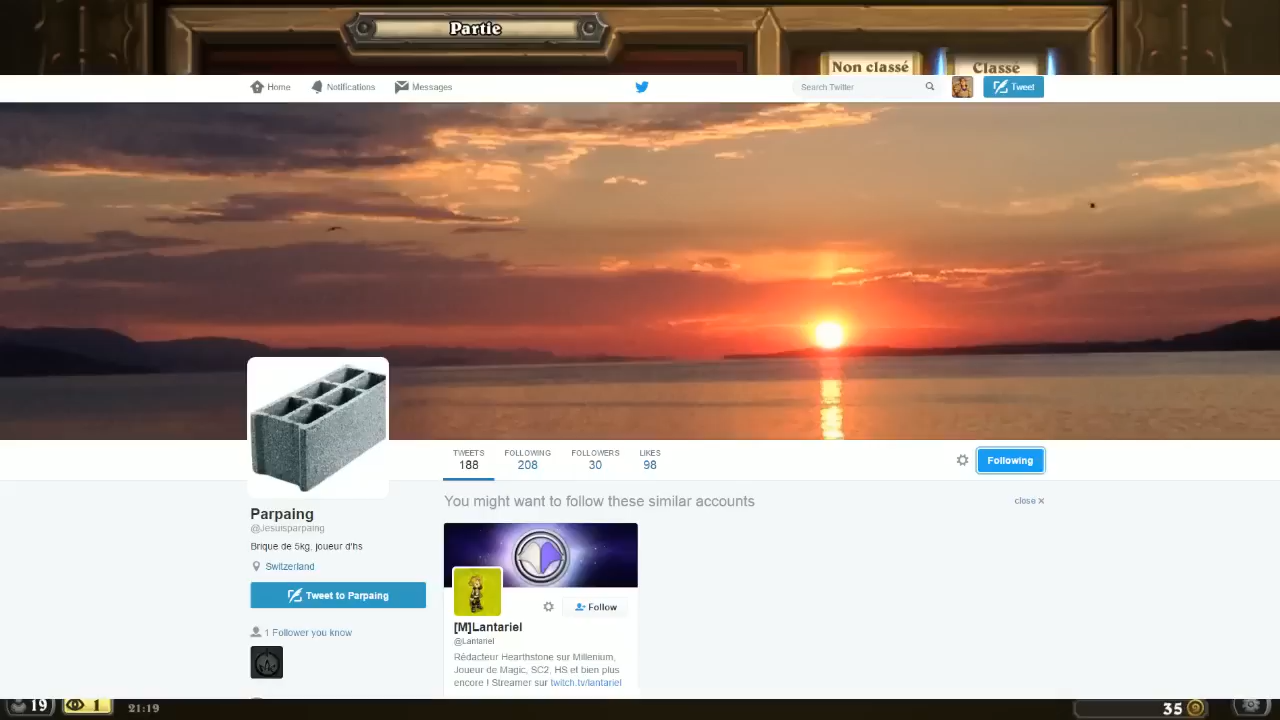 Partie
Non classé
Classé
Home
Notifications
Messages
Search Twitter
Tweet
TWEETS
188
FOLLOWING
208
FOLLOWERS
30
LIKES
98
Following
Parpaing
@Jesuisparpaing
Brique de 5kg, joueur d'hs
Switzerland
Tweet to Parpaing
1 Follower you know
You might want to follow these similar accounts
close ×
Follow
[M]Lantariel
@Lantariel
Rédacteur Hearthstone sur Millenium,
Joueur de Magic, SC2, HS et bien plus
encore ! Streamer sur twitch.tv/lantariel
19
1
21:19
35